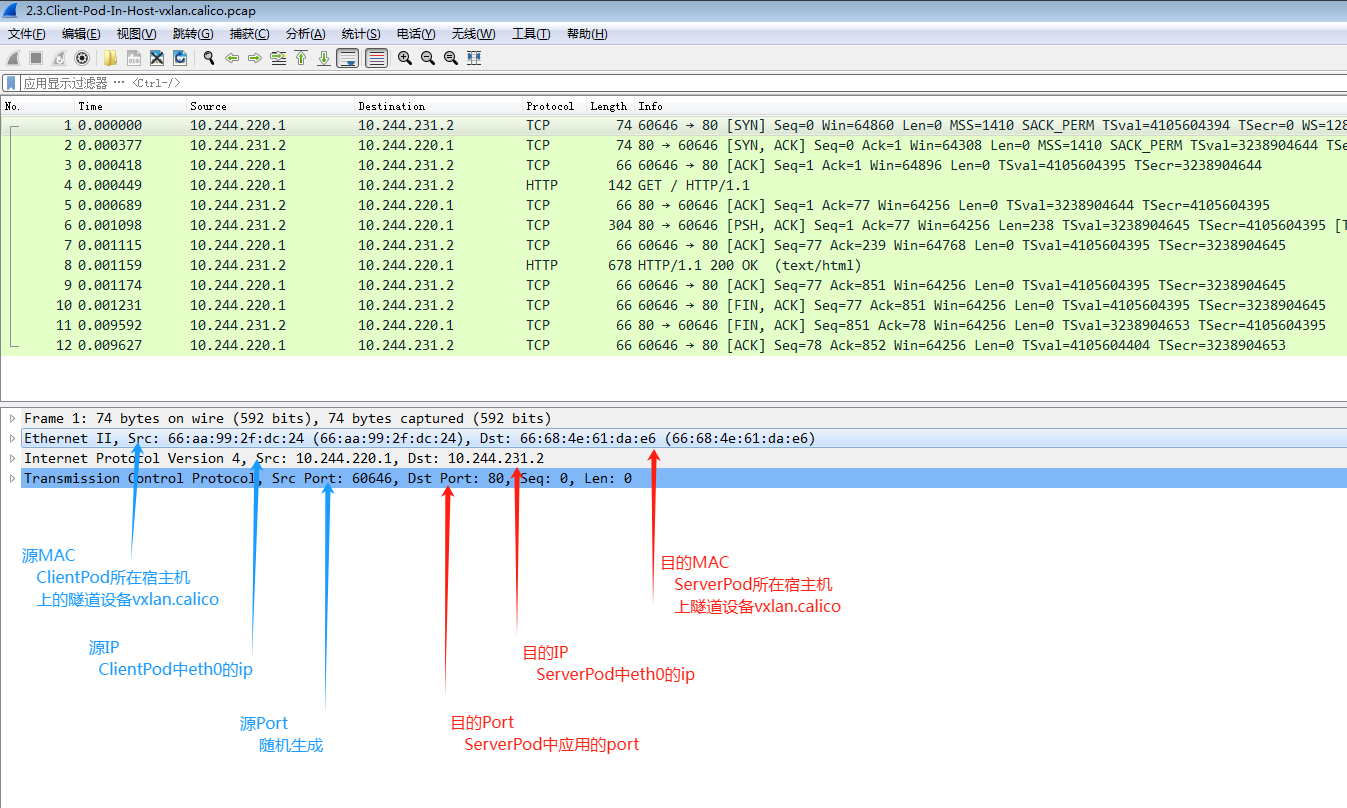 2.3.Client-Pod-In-Host-vxlan.calico.pcap
文件(F) 编辑(E) 视图(V) 跳转(G) 捕获(C) 分析(A) 统计(S) 电话(Y) 无线(W) 工具(T) 帮助(H)
应用显示过滤器 … <Ctrl-/>
No. Time Source Destination Protocol Length Info
1 0.000000 10.244.220.1 10.244.231.2 TCP 74 60646 → 80 [SYN] Seq=0 Win=64860 Len=0 MSS=1410 SACK_PERM TSval=4105604394 TSecr=0 WS=128
2 0.000377 10.244.231.2 10.244.220.1 TCP 74 80 → 60646 [SYN, ACK] Seq=0 Ack=1 Win=64308 Len=0 MSS=1410 SACK_PERM TSval=3238904644 TSe
3 0.000418 10.244.220.1 10.244.231.2 TCP 66 60646 → 80 [ACK] Seq=1 Ack=1 Win=64896 Len=0 TSval=4105604395 TSecr=3238904644
4 0.000449 10.244.220.1 10.244.231.2 HTTP 142 GET / HTTP/1.1
5 0.000689 10.244.231.2 10.244.220.1 TCP 66 80 → 60646 [ACK] Seq=1 Ack=77 Win=64256 Len=0 TSval=3238904644 TSecr=4105604395
6 0.001098 10.244.231.2 10.244.220.1 TCP 304 80 → 60646 [PSH, ACK] Seq=1 Ack=77 Win=64256 Len=238 TSval=3238904645 TSecr=4105604395 [T
7 0.001115 10.244.220.1 10.244.231.2 TCP 66 60646 → 80 [ACK] Seq=77 Ack=239 Win=64768 Len=0 TSval=4105604395 TSecr=3238904645
8 0.001159 10.244.231.2 10.244.220.1 HTTP 678 HTTP/1.1 200 OK (text/html)
9 0.001174 10.244.220.1 10.244.231.2 TCP 66 60646 → 80 [ACK] Seq=77 Ack=851 Win=64256 Len=0 TSval=4105604395 TSecr=3238904645
10 0.001231 10.244.220.1 10.244.231.2 TCP 66 60646 → 80 [FIN, ACK] Seq=77 Ack=851 Win=64256 Len=0 TSval=4105604395 TSecr=3238904645
11 0.009592 10.244.231.2 10.244.220.1 TCP 66 80 → 60646 [FIN, ACK] Seq=851 Ack=78 Win=64256 Len=0 TSval=3238904653 TSecr=4105604395
12 0.009627 10.244.220.1 10.244.231.2 TCP 66 60646 → 80 [ACK] Seq=78 Ack=852 Win=64256 Len=0 TSval=4105604404 TSecr=3238904653
Frame 1: 74 bytes on wire (592 bits), 74 bytes captured (592 bits)
Ethernet II, Src: 66:aa:99:2f:dc:24 (66:aa:99:2f:dc:24), Dst: 66:68:4e:61:da:e6 (66:68:4e:61:da:e6)
Internet Protocol Version 4, Src: 10.244.220.1, Dst: 10.244.231.2
Transmission Control Protocol, Src Port: 60646, Dst Port: 80, Seq: 0, Len: 0
源MAC
ClientPod所在宿主机
上的隧道设备vxlan.calico
目的MAC
ServerPod所在宿主机
上隧道设备vxlan.calico
源IP
ClientPod中eth0的ip
目的IP
ServerPod中eth0的ip
源Port
随机生成
目的Port
ServerPod中应用的port